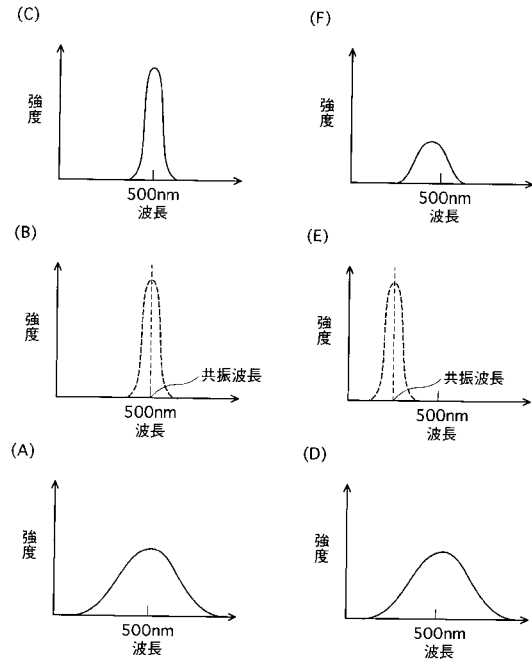 (C)
強度
500nm
波長
(F)
強度
500nm
波長
(B)
強度
共振波長
500nm
波長
(E)
強度
共振波長
500nm
波長
(A)
強度
500nm
波長
(D)
強度
500nm
波長